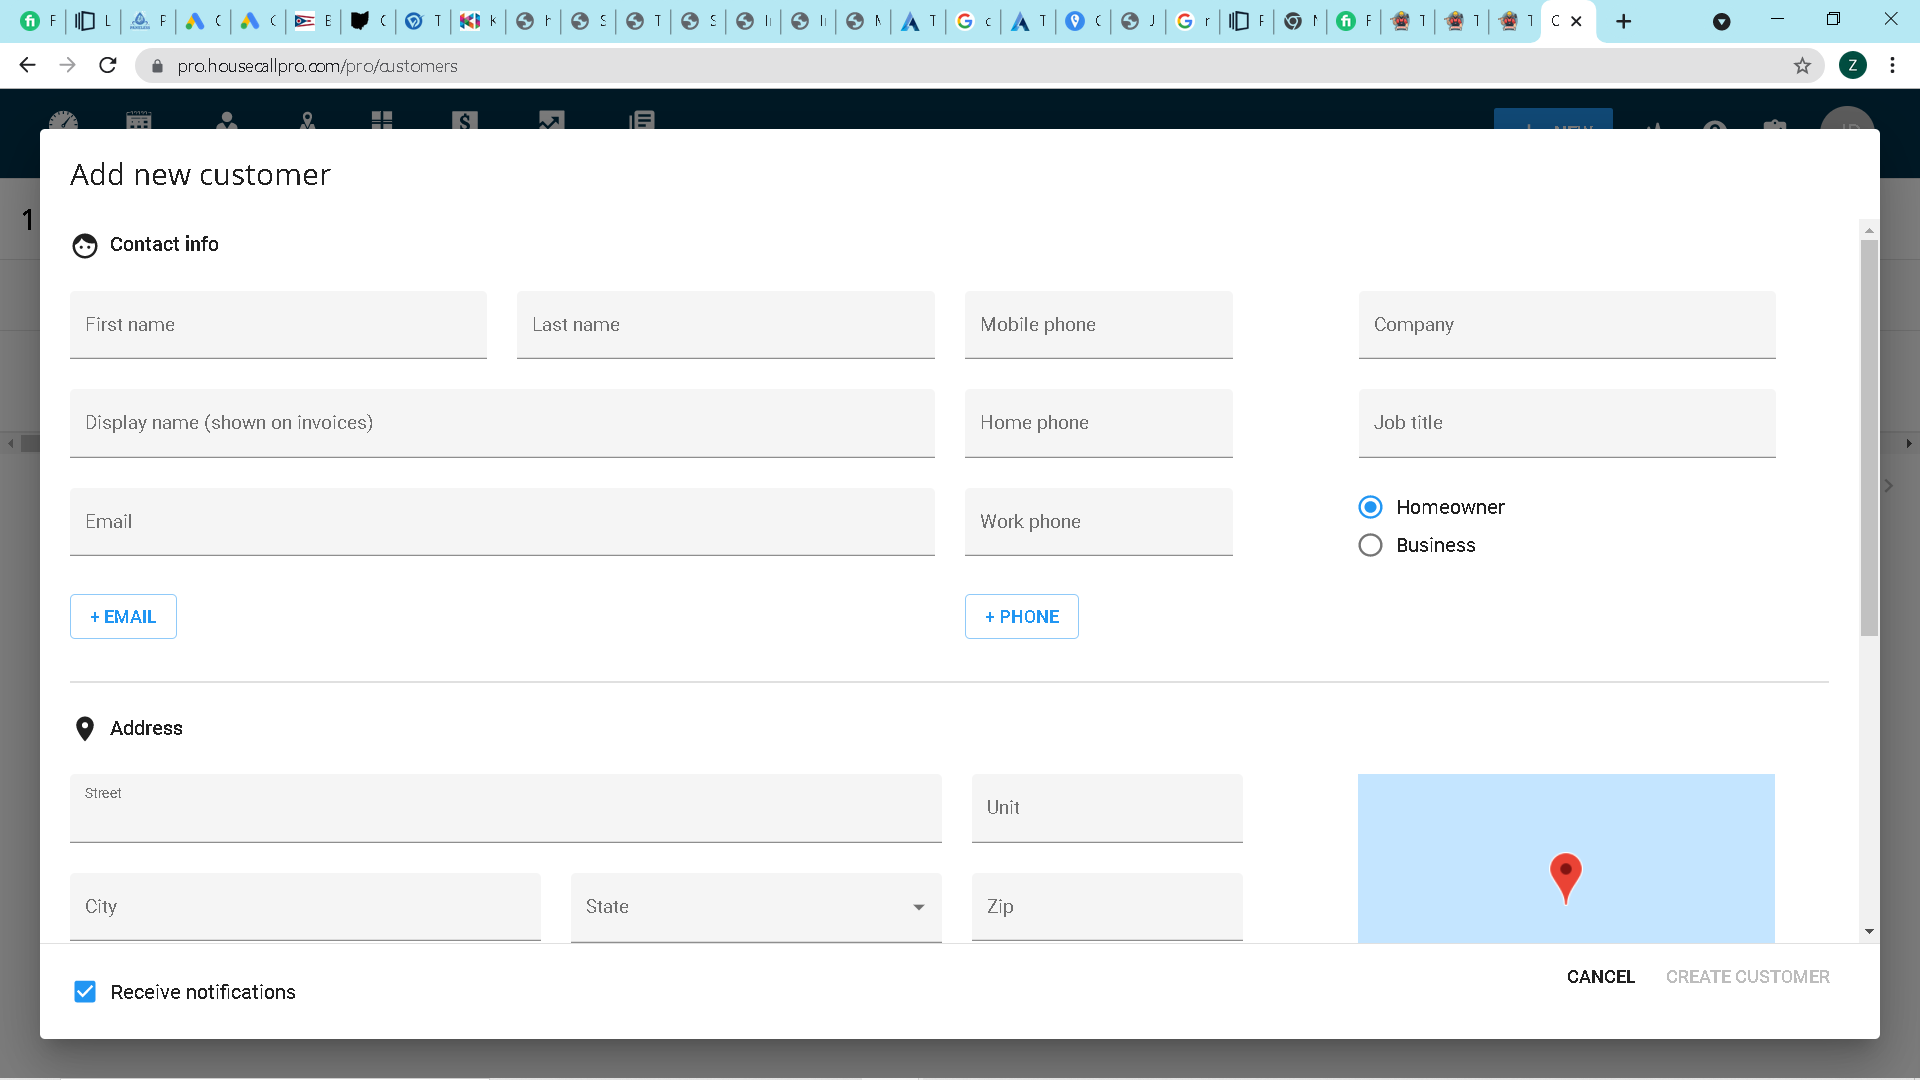 pro.housecallpro.com/pro/customers
Add new customer
Contact info
First name
Last name
Mobile phone
Company
Display name (shown on invoices)
Home phone
Job title
Email
Work phone
Homeowner
Business
+ EMAIL
+ PHONE
Address
Street
Unit
City
State
Zip
Receive notifications
CANCEL
CREATE CUSTOMER